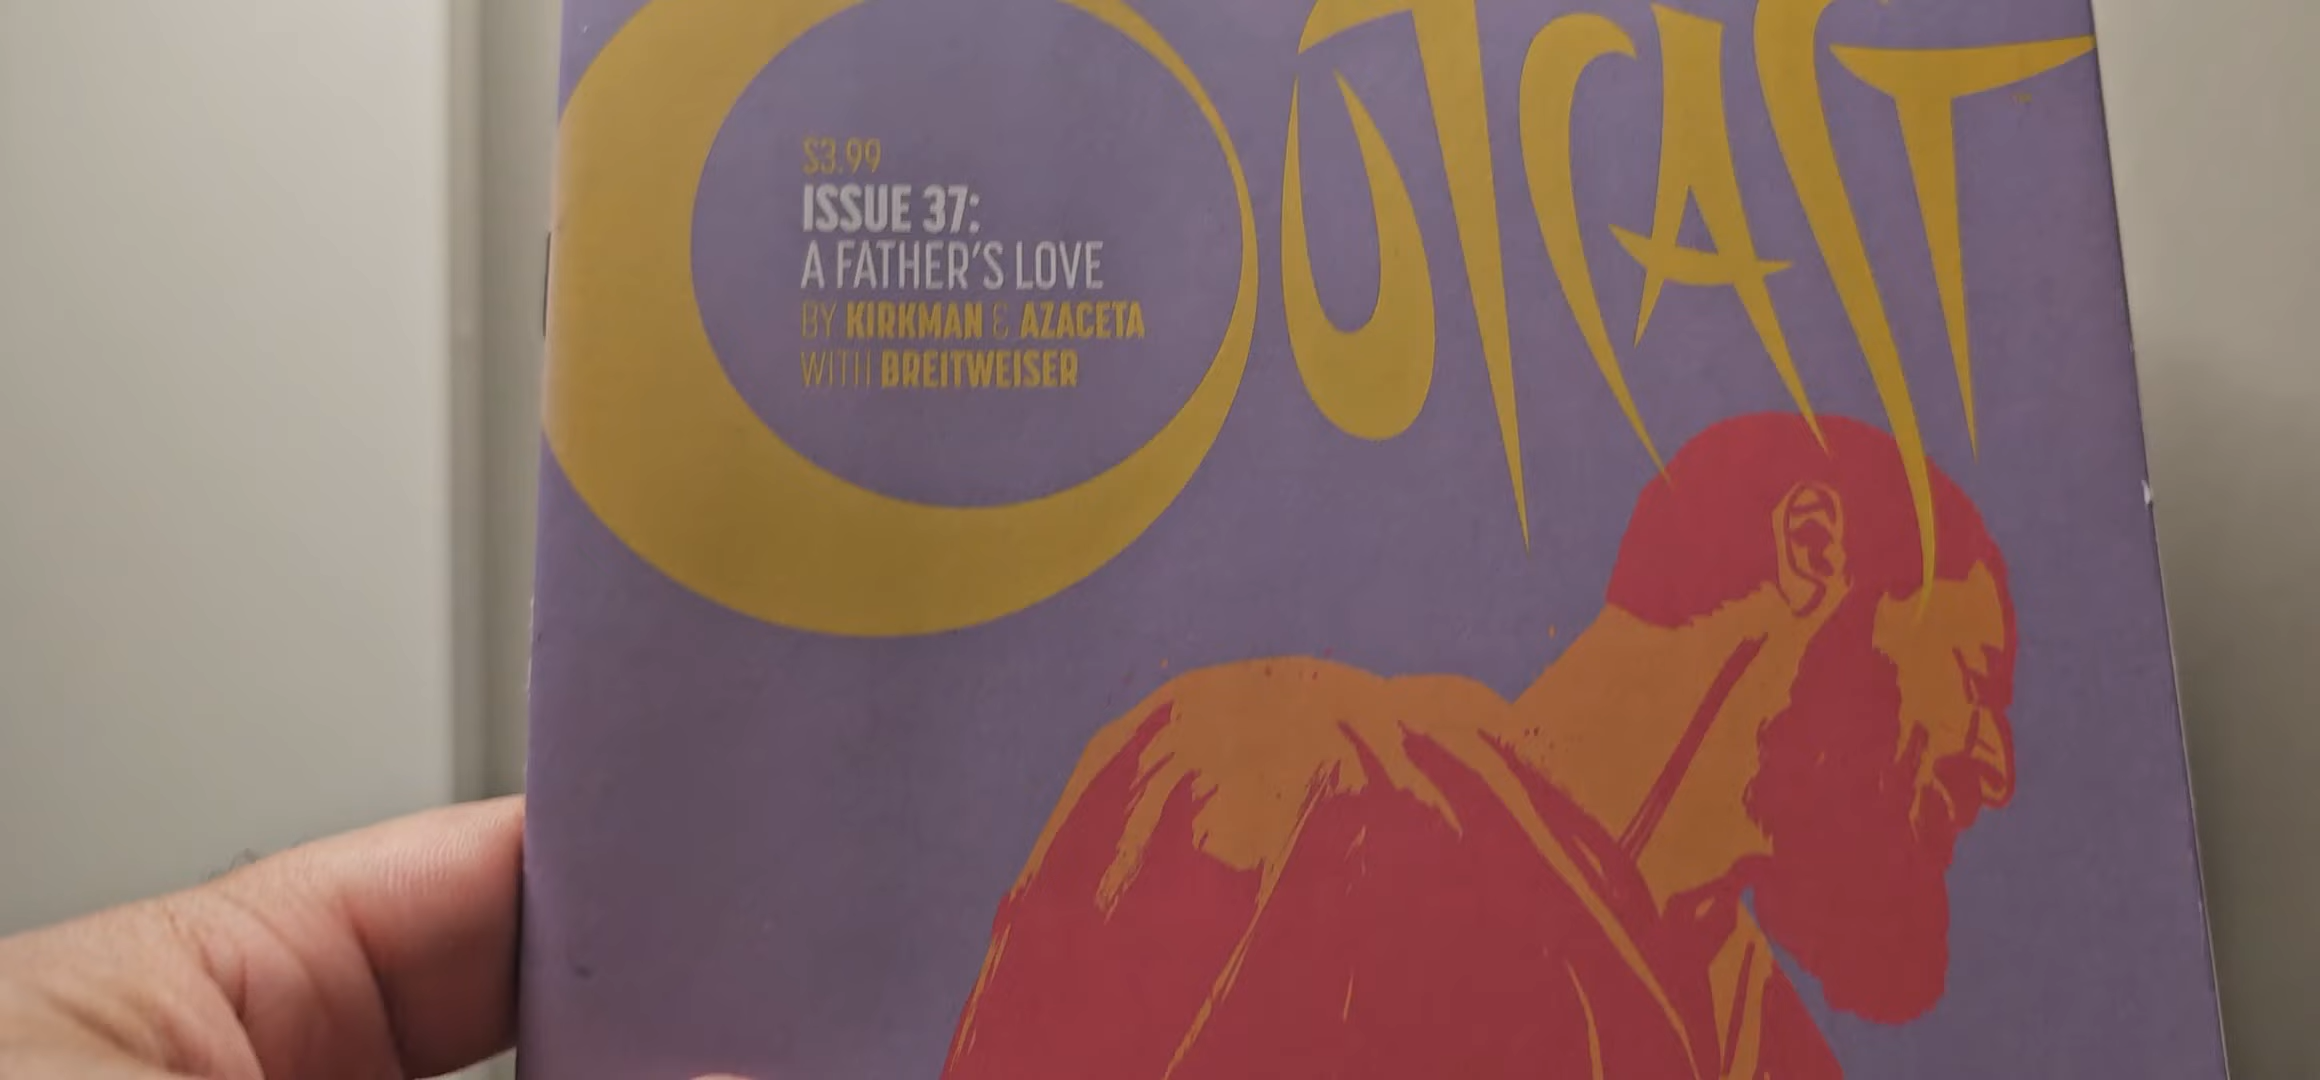 OUTCAST
$3.99
ISSUE 37:
A FATHER'S LOVE
BY KIRKMAN & AZACETA
WITH BREITWEISER